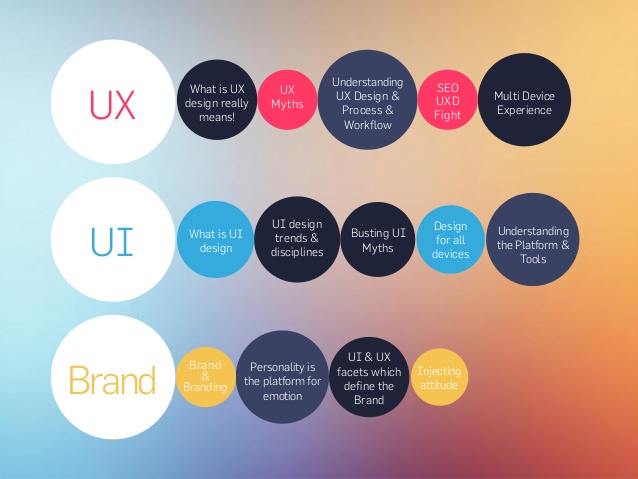 UX
What is UX
design really
means!
UX
Myths
Understanding
UX Design &
Process &
Workflow
SEO
UXD
Fight
Multi Device
Experience
UI
What is UI
design
UI design
trends &
disciplines
Busting UI
Myths
Design
for all
devices
Understanding
the Platform &
Tools
Brand
Brand
&
Branding
Personality is
the platform for
emotion
UI & UX
facets which
define the
Brand
Injecting
attitude